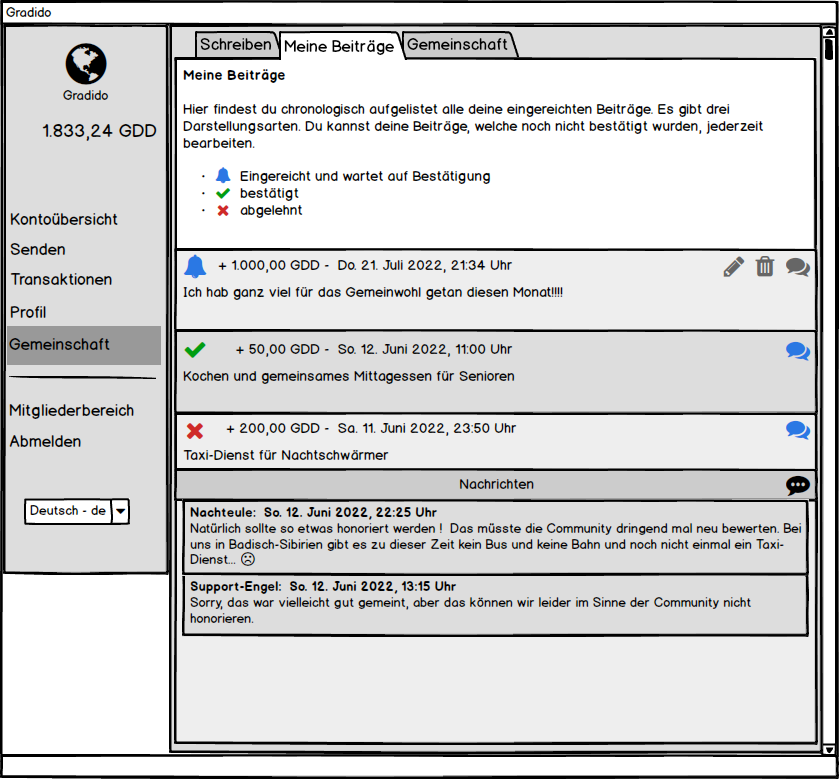 Gradido
Gradido
1.833,24 GDD
Kontoübersicht
Senden
Transaktionen
Profil
Gemeinschaft
Mitgliederbereich
Abmelden
Deutsch - de
Schreiben
Meine Beiträge
Gemeinschaft
Meine Beiträge
Hier findest du chronologisch aufgelistet alle deine eingereichten Beiträge. Es gibt drei
Darstellungsarten. Du kannst deine Beiträge, welche noch nicht bestätigt wurden, jederzeit
bearbeiten.
· Eingereicht und wartet auf Bestätigung
· bestätigt
· abgelehnt
+ 1.000,00 GDD - Do. 21. Juli 2022, 21:34 Uhr
Ich hab ganz viel für das Gemeinwohl getan diesen Monat!!!!
+ 50,00 GDD - So. 12. Juni 2022, 11:00 Uhr
Kochen und gemeinsames Mittagessen für Senioren
+ 200,00 GDD - Sa. 11. Juni 2022, 23:50 Uhr
Taxi-Dienst für Nachtschwärmer
Nachrichten
Nachteule: So. 12. Juni 2022, 22:25 Uhr
Natürlich sollte so etwas honoriert werden ! Das müsste die Community dringend mal neu bewerten. Bei
uns in Badisch-Sibirien gibt es zu dieser Zeit kein Bus und keine Bahn und noch nicht einmal ein Taxi-
Dienst... ☹
Support-Engel: So. 12. Juni 2022, 13:15 Uhr
Sorry, das war vielleicht gut gemeint, aber das können wir leider im Sinne der Community nicht
honorieren.